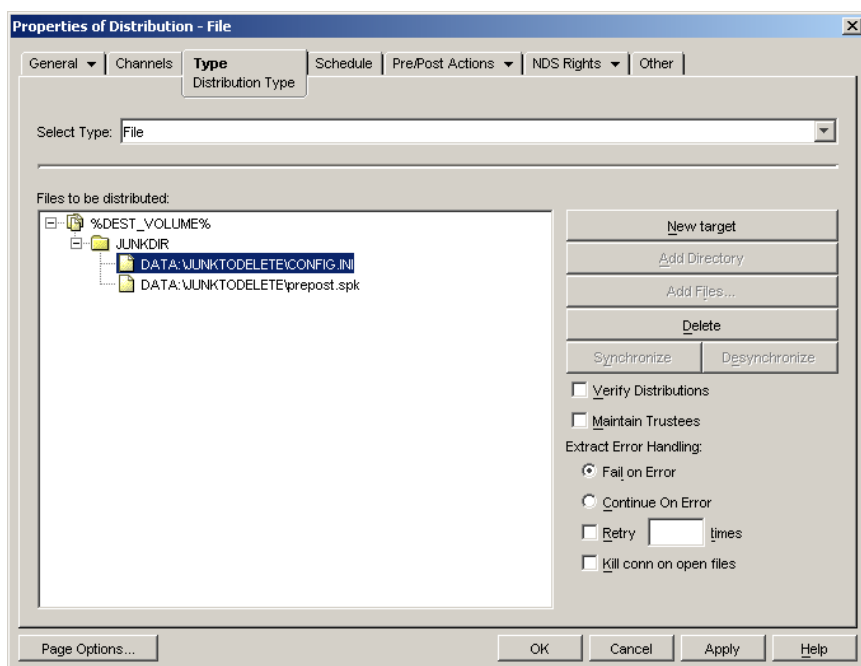 Properties of Distribution - File
General Channels Type Schedule Pre/Post Actions NDS Rights Other
Distribution Type
Select Type: File
Files to be distributed:
%DEST_VOLUME%
JUNKDIR
DATA:\JUNKTODELETE\CONFIG.INI
DATA:\JUNKTODELETE\prepost.spk
New target
Add Directory
Add Files...
Delete
Synchronize Desynchronize
Verify Distributions
Maintain Trustees
Extract Error Handling:
Fail on Error
Continue On Error
Retry times
Kill conn on open files
Page Options... OK Cancel Apply Help